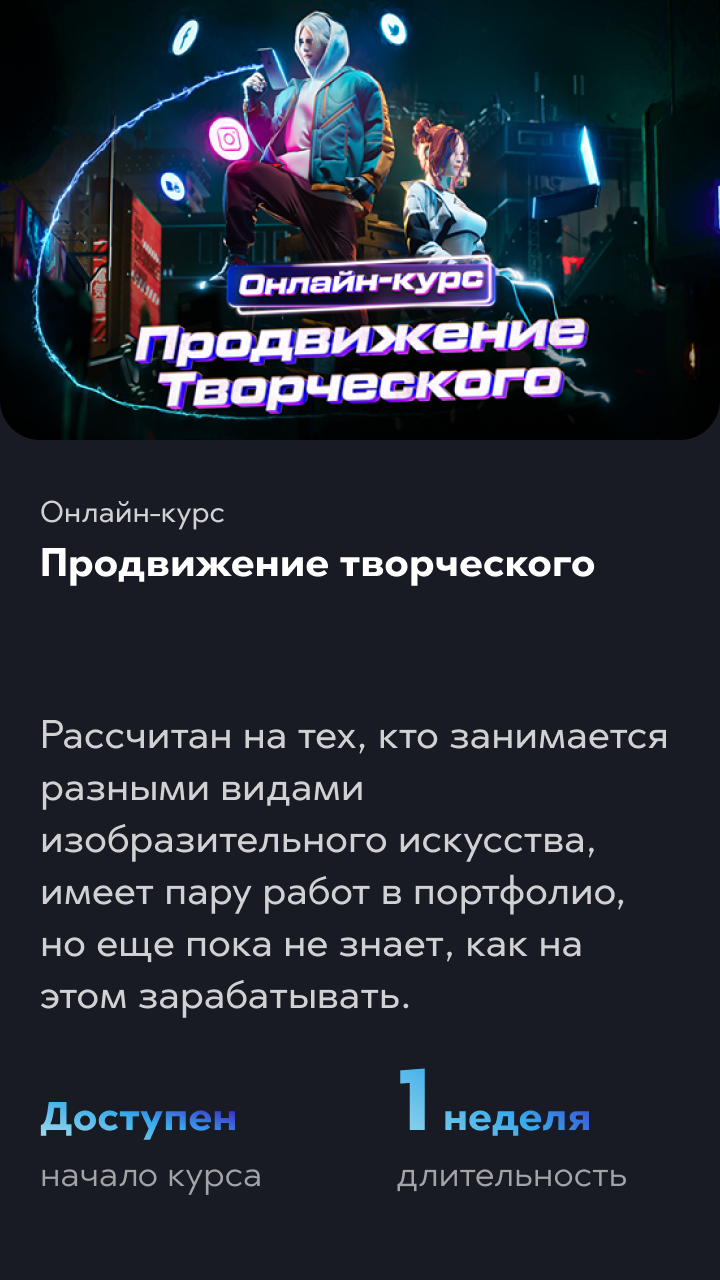 Онлайн-курс
Продвижение
Творческого
Онлайн-курс
Продвижение творческого
Рассчитан на тех, кто занимается
разными видами
изобразительного искусства,
имеет пару работ в портфолио,
но еще пока не знает, как на
этом зарабатывать.
Доступен
начало курса
1 неделя
длительность